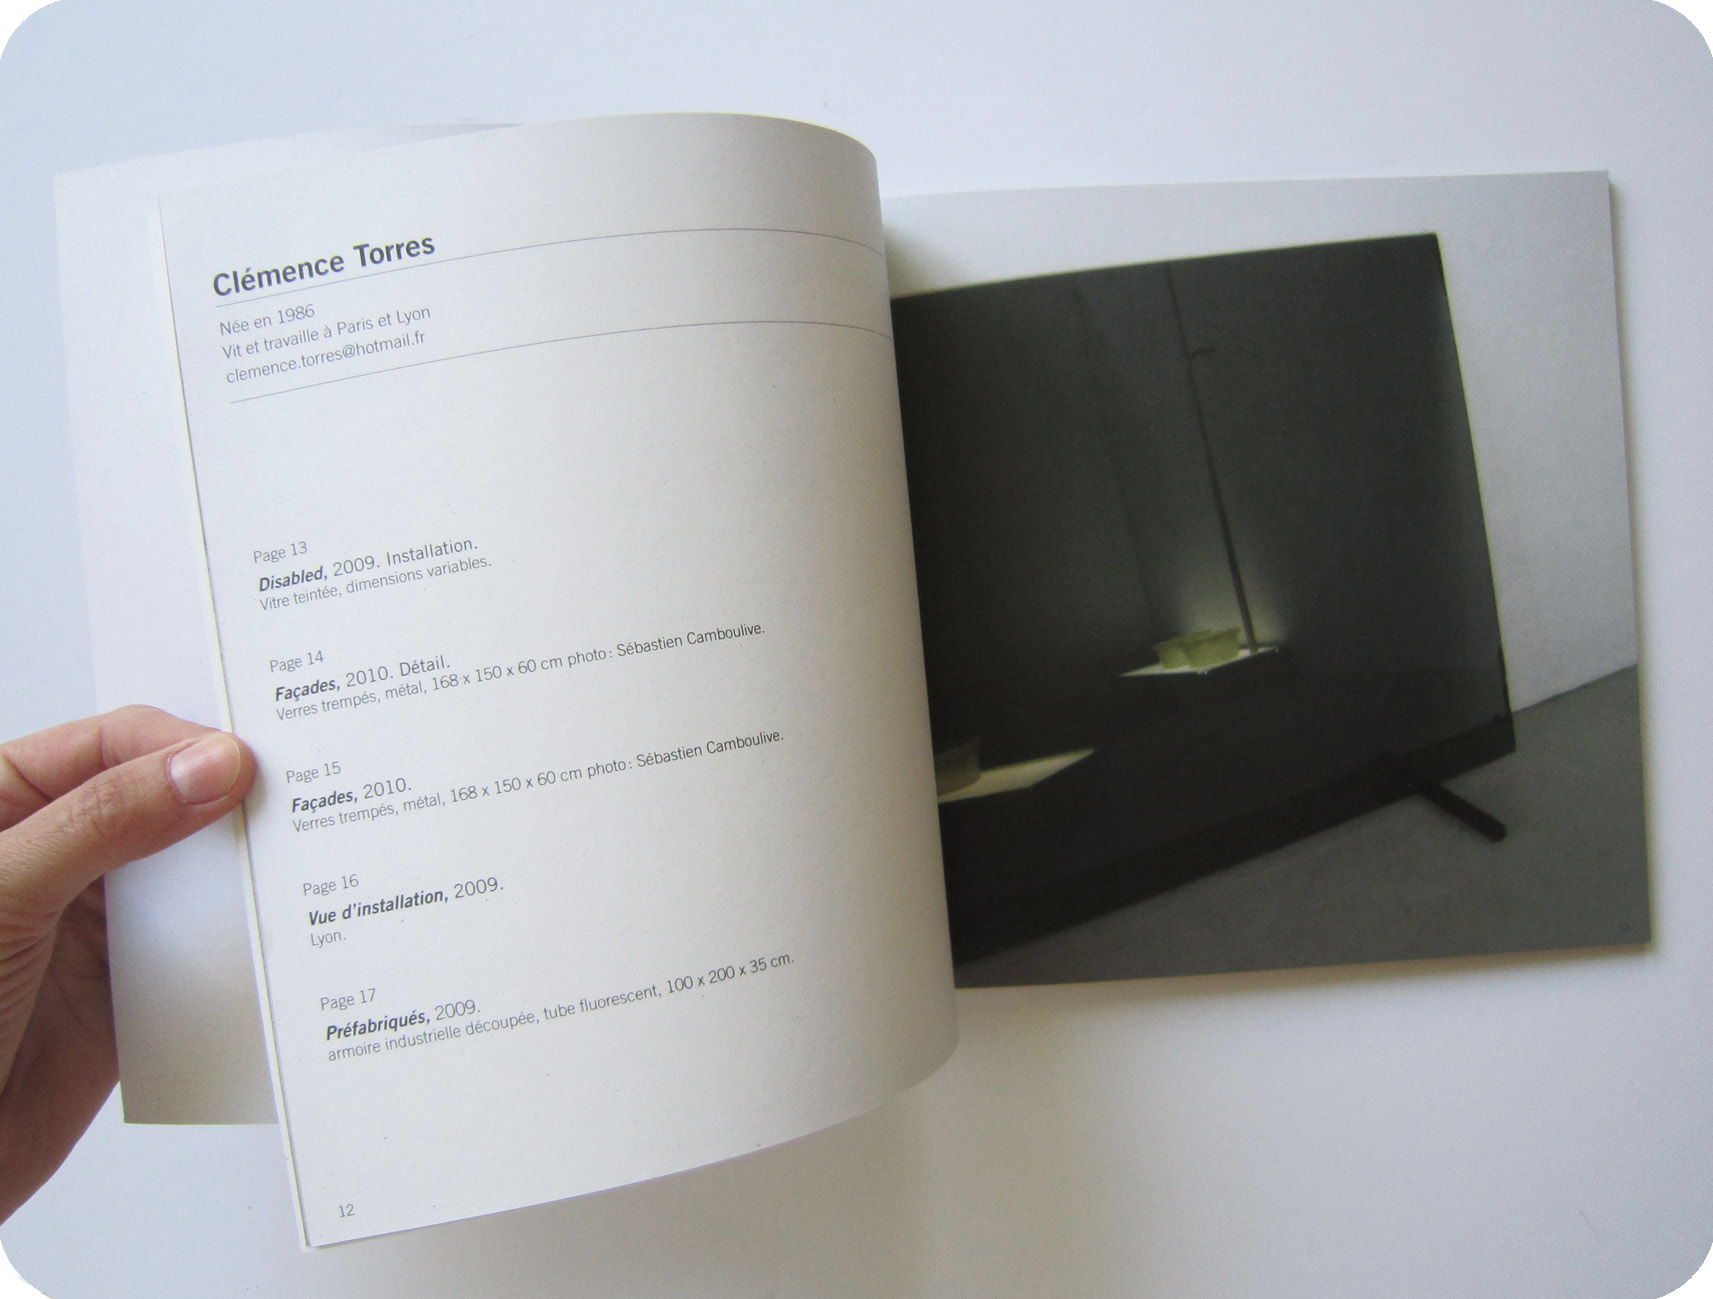 Clémence Torres
Née en 1986
Vit et travaille à Paris et Lyon
clemence.torres@hotmail.fr
Page 13
Disabled, 2009. Installation.
Vitre teintée, dimensions variables.
Page 14
Façades, 2010. Détail.
Verres trempés, métal, 168 x 150 x 60 cm photo : Sébastien Camboulive.
Page 15
Façades, 2010.
Verres trempés, métal, 168 x 150 x 60 cm photo : Sébastien Camboulive.
Page 16
Vue d'installation, 2009.
Lyon.
Page 17
Préfabriqués, 2009.
armoire industrielle découpée, tube fluorescent, 100 x 200 x 35 cm.
12